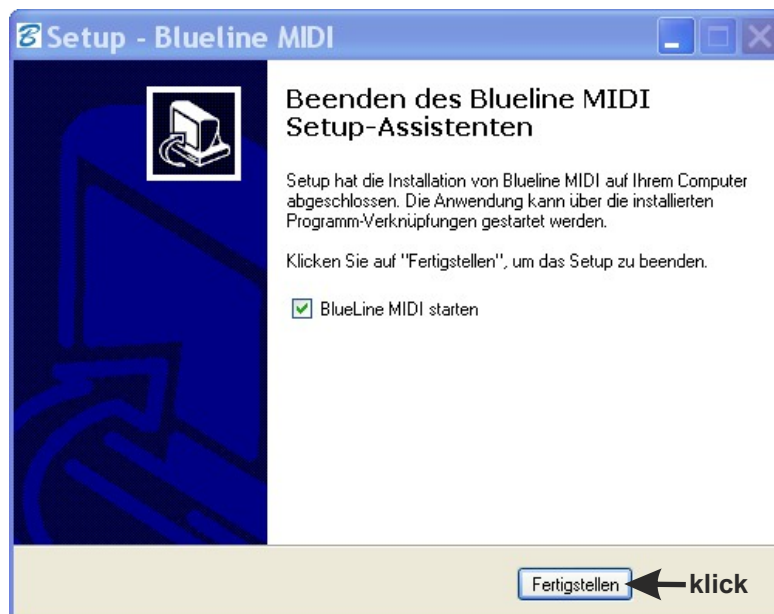 Setup - Blueline MIDI
Beenden des Blueline MIDI
Setup-Assistenten
Setup hat die Installation von Blueline MIDI auf Ihrem Computer
abgeschlossen. Die Anwendung kann über die installierten
Programm-Verknüpfungen gestartet werden.
Klicken Sie auf "Fertigstellen", um das Setup zu beenden.
BlueLine MIDI starten
Fertigstellen klick